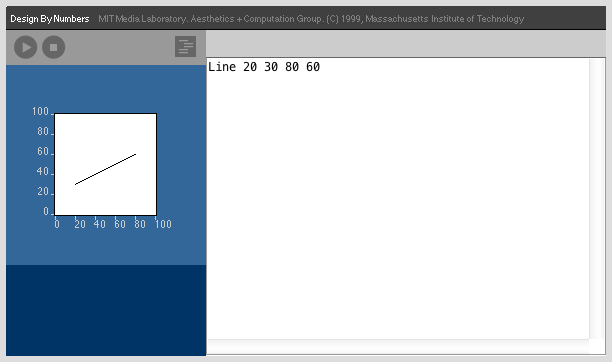 Design By Numbers MIT Media Laboratory. Aesthetics + Computation Group. (C) 1999, Massachusetts Institute of Technology
Line 20 30 80 60
100
80
60
40
20
0
0 20 40 60 80 100